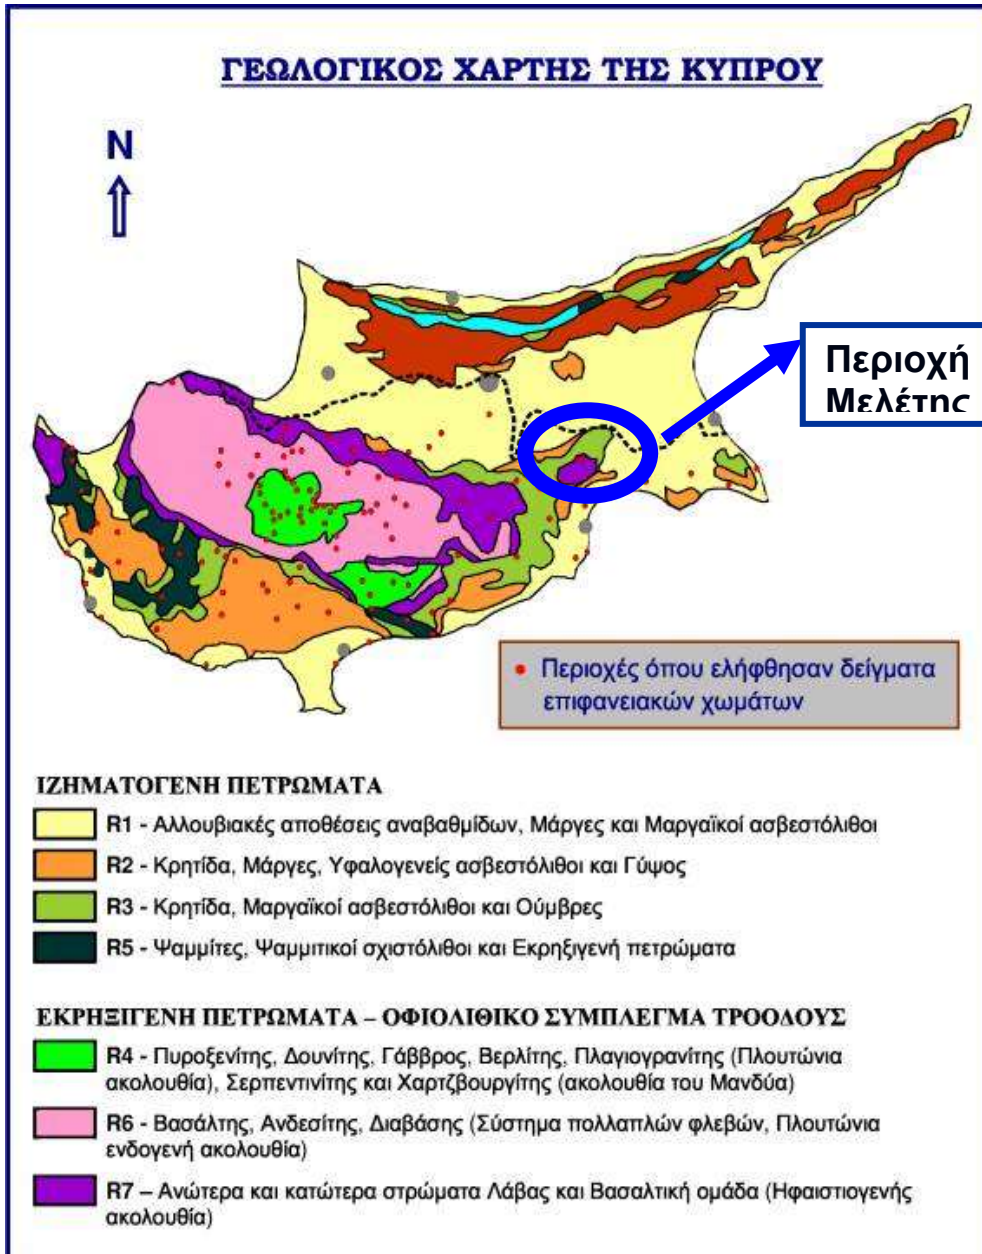 ΓΕΩΛΟΓΙΚΟΣ ΧΑΡΤΗΣ ΤΗΣ ΚΥΠΡΟΥ
N
Περιοχή
Μελέτης
Περιοχές όπου ελήφθησαν δείγματα
επιφανειακών χωμάτων
ΙΖΗΜΑΤΟΓΕΝΗ ΠΕΤΡΩΜΑΤΑ
R1 - Αλλουβιακές αποθέσεις αναβαθμίδων, Μάργες και Μαργαϊκοί ασβεστόλιθοι
R2 - Κρητίδα, Μάργες, Υφαλογενείς ασβεστόλιθοι και Γύψος
R3 - Κρητίδα, Μαργαϊκοί ασβεστόλιθοι και Ούμβρες
R5 - Ψαμμίτες, Ψαμμιτικοί σχιστόλιθοι και Εκρηξιγενή πετρώματα
ΕΚΡΗΞΙΓΕΝΗ ΠΕΤΡΩΜΑΤΑ – ΟΦΙΟΛΙΘΙΚΟ ΣΥΜΠΛΕΓΜΑ ΤΡΟΟΔΟΥΣ
R4 - Πυροξενίτης, Δουνίτης, Γάββρος, Βερλίτης, Πλαγιογρανίτης (Πλουτώνια
ακολουθία), Σερπεντινίτης και Χαρτζβουργίτης (ακολουθία του Μανδύα)
R6 - Βασάλτης, Ανδεσίτης, Διαβάσης (Σύστημα πολλαπλών φλεβών, Πλουτώνια
ενδογενή ακολουθία)
R7 – Ανώτερα και κατώτερα στρώματα Λάβας και Βασαλτική ομάδα (Ηφαιστιογενής
ακολουθία)